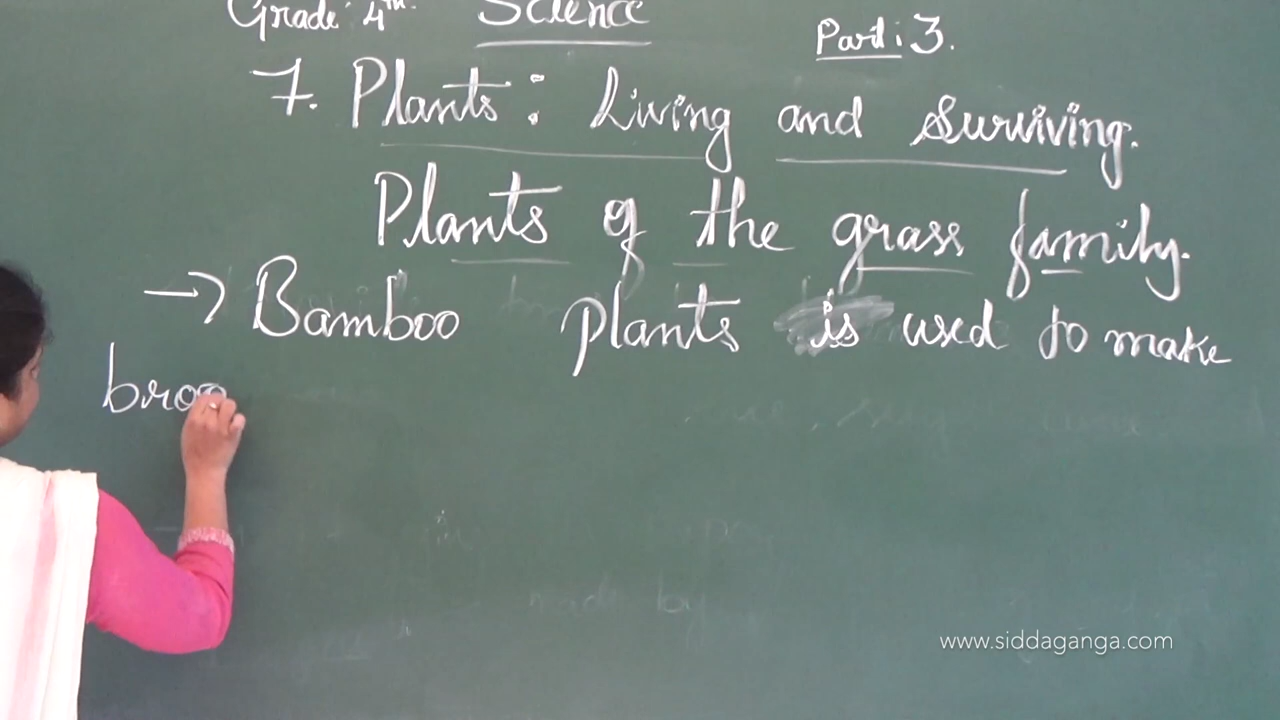 Grade: 4th. Science
Part: 3.
7. Plants: Living and Surviving.
Plants of the grass family.
→ Bamboo plants is used to make
broo
www.siddaganga.com